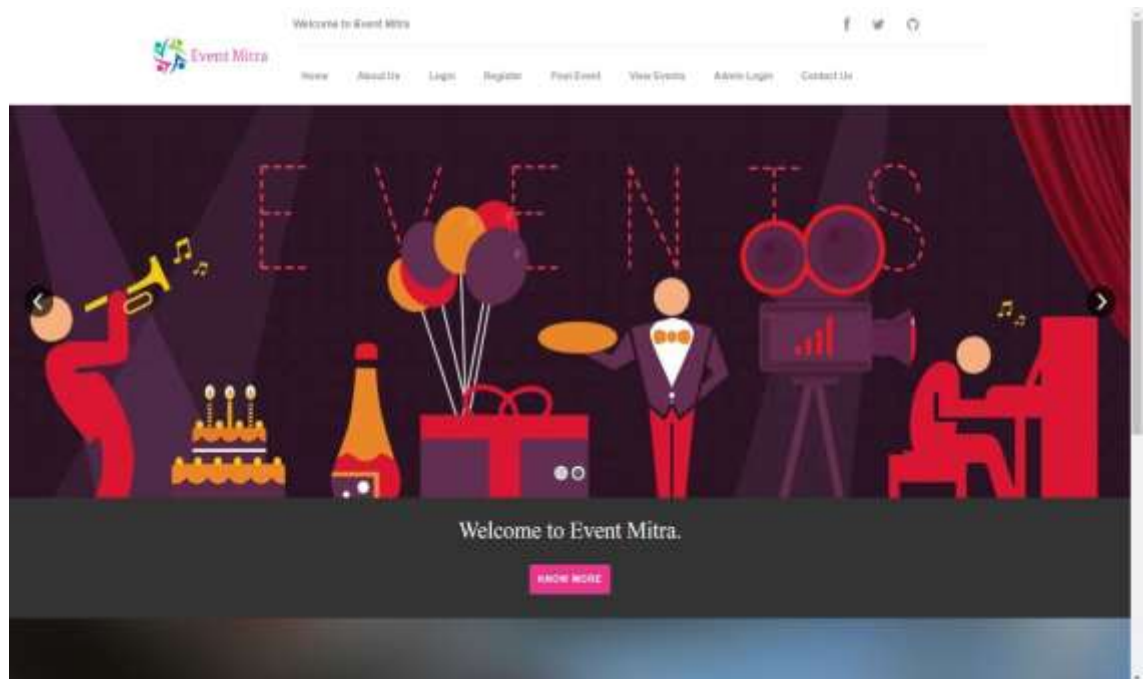 Welcome to Event Mitra
Event Mitra
Home About Us Login Register Post Event View Events Admin Login Contact Us
EVENTS
Welcome to Event Mitra.
KNOW MORE